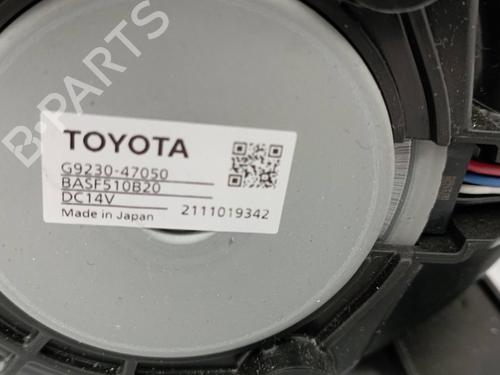 B-PARTS
TOYOTA
G9230-47050
BASF510B20
DC14V
Made in Japan 2111019342